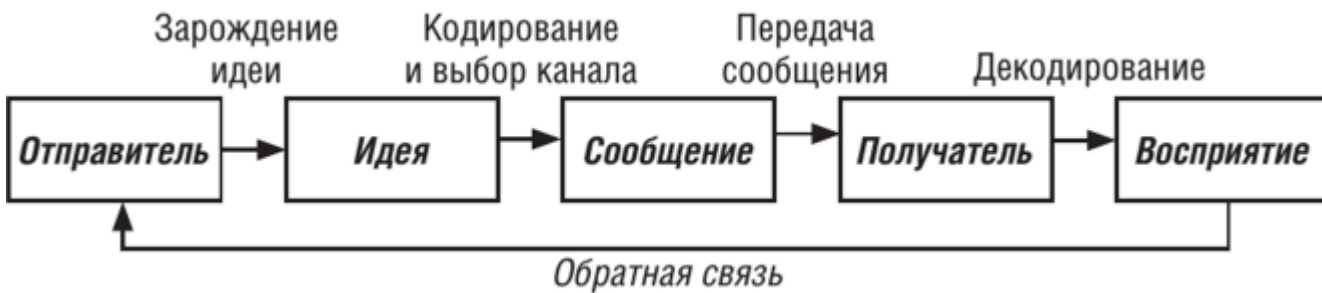 Зарождение
идеи
Кодирование
и выбор канала
Передача
сообщения
Декодирование
Отправитель
Идея
Сообщение
Получатель
Восприятие
Обратная связь